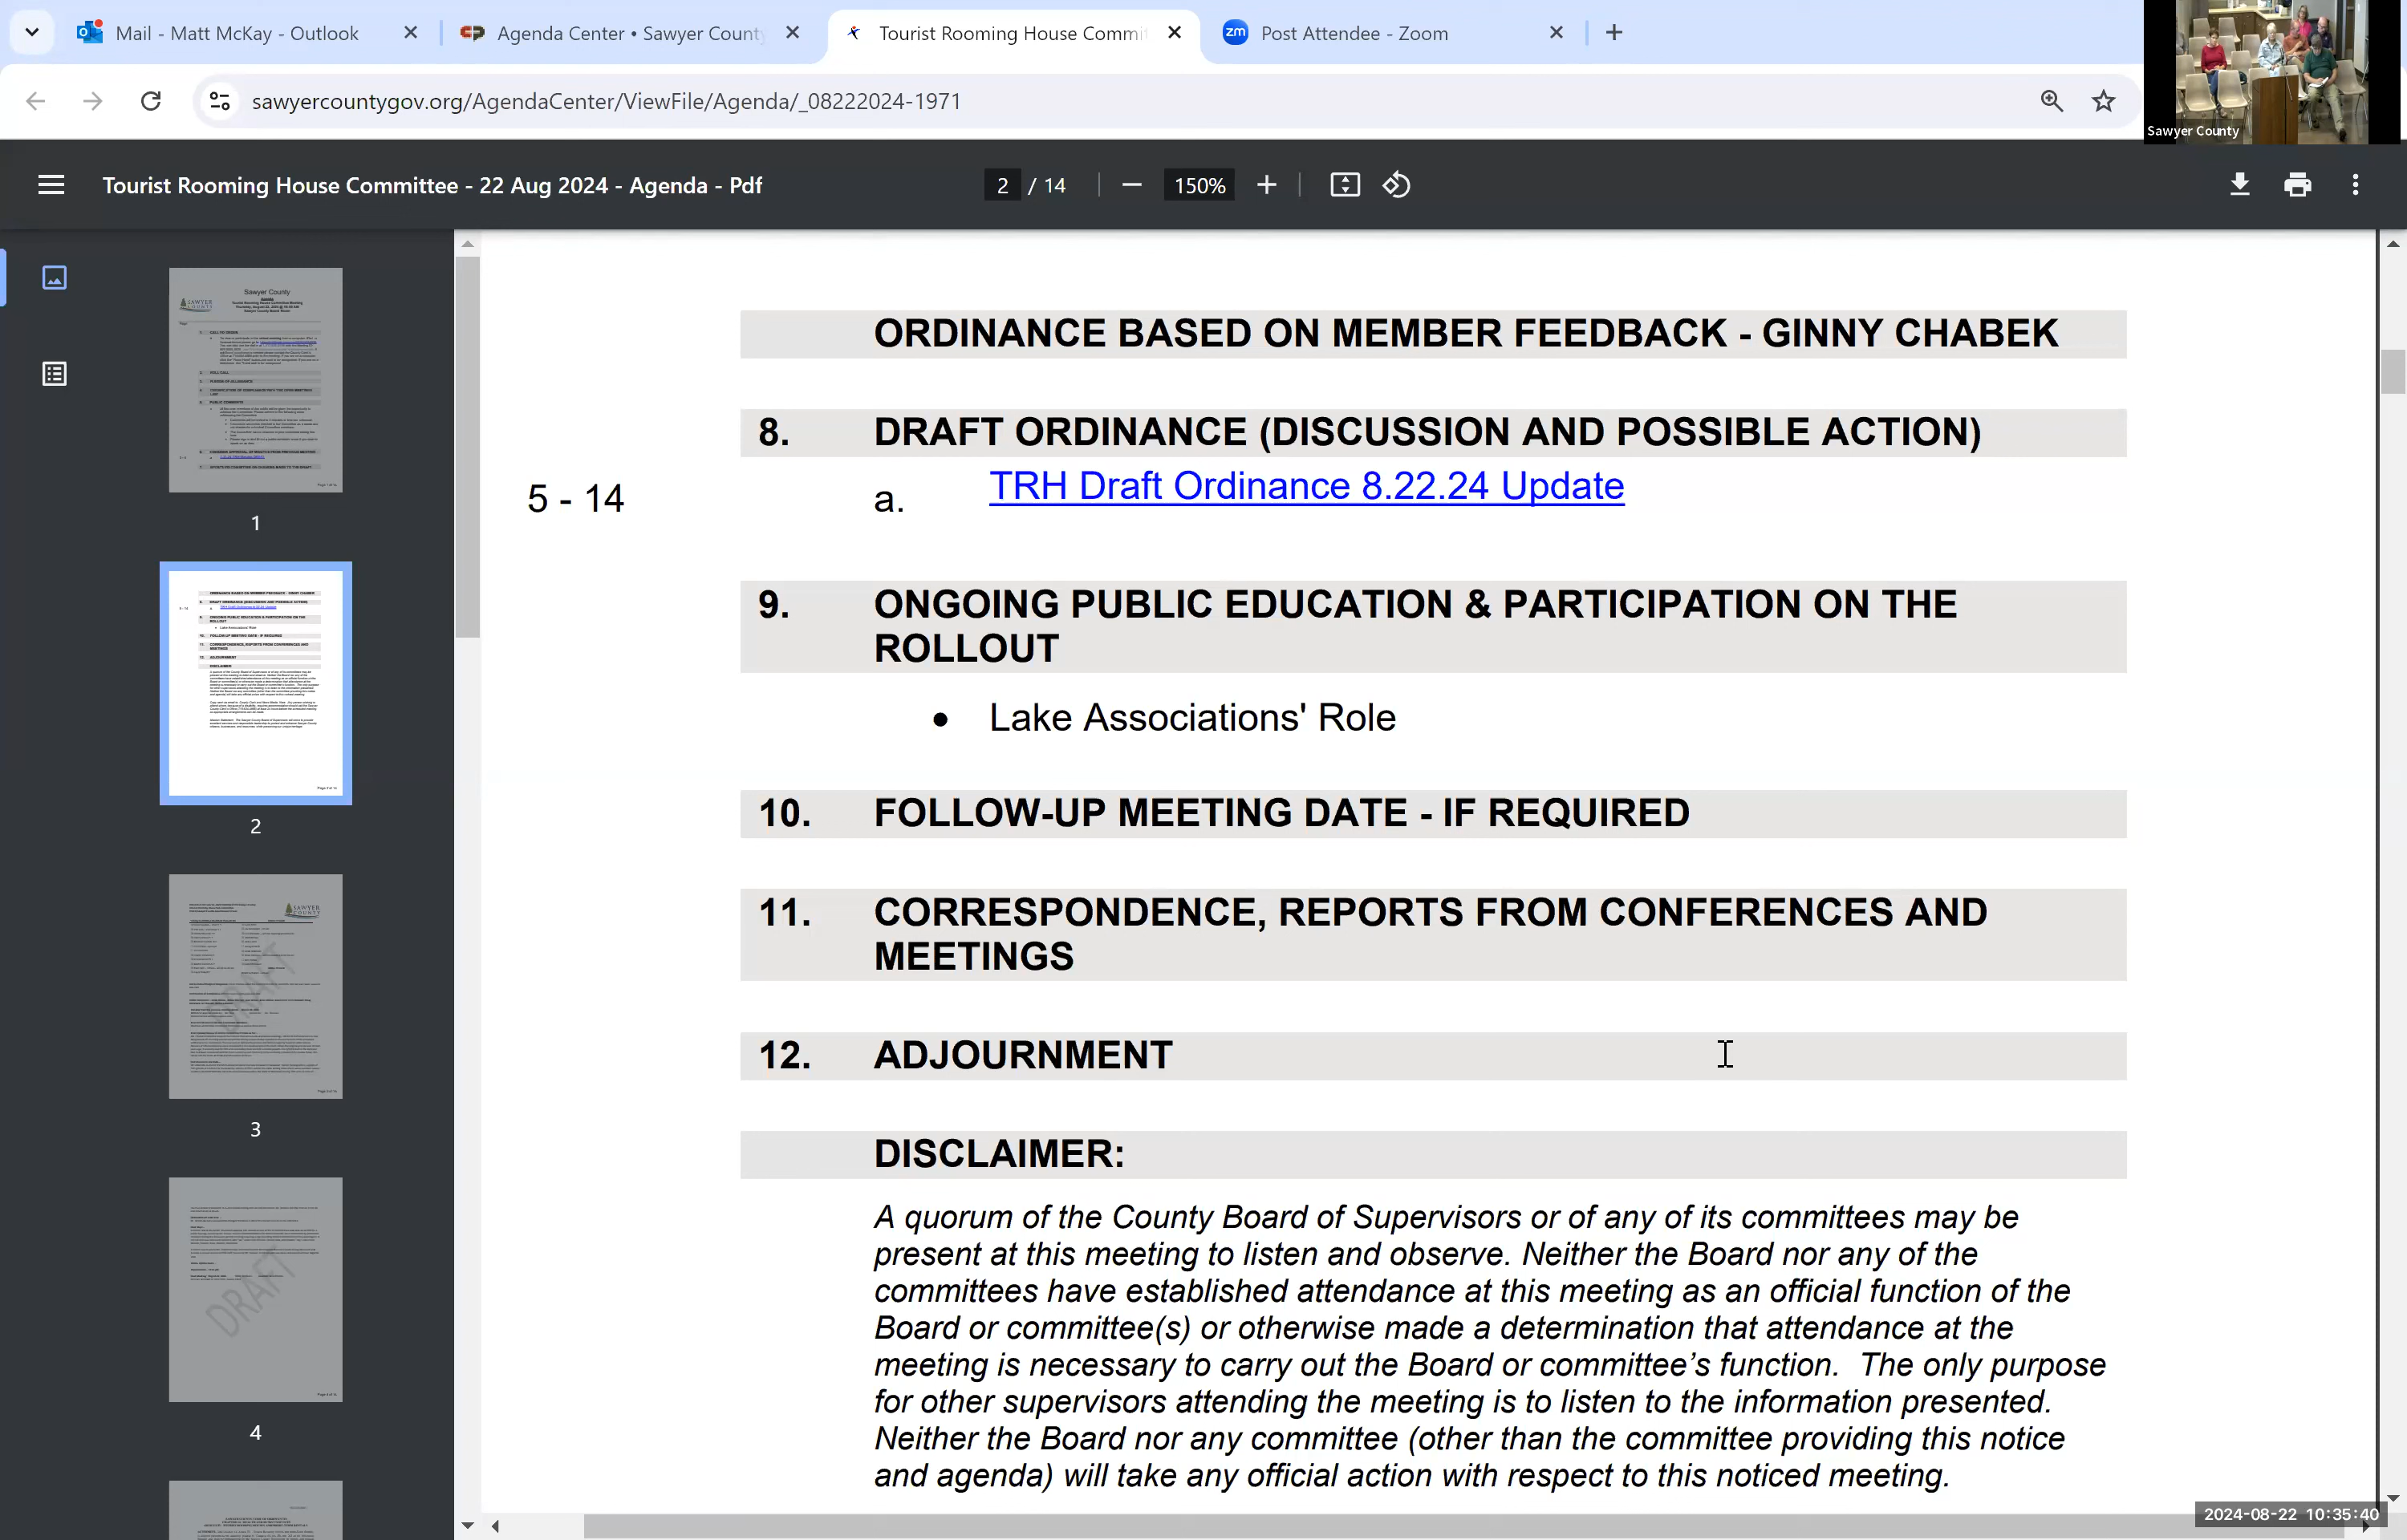 Mail - Matt McKay - Outlook
Agenda Center • Sawyer County
Tourist Rooming House Commi
zm Post Attendee - Zoom
sawyercountygov.org/AgendaCenter/ViewFile/Agenda/_08222024-1971
Sawyer County
Tourist Rooming House Committee - 22 Aug 2024 - Agenda - Pdf
2 / 14
150%
1
2
3
4
DRAFT
DRAFT
ORDINANCE BASED ON MEMBER FEEDBACK - GINNY CHABEK
8. DRAFT ORDINANCE (DISCUSSION AND POSSIBLE ACTION)
5 - 14 a. TRH Draft Ordinance 8.22.24 Update
9. ONGOING PUBLIC EDUCATION & PARTICIPATION ON THE
ROLLOUT
• Lake Associations' Role
10. FOLLOW-UP MEETING DATE - IF REQUIRED
11. CORRESPONDENCE, REPORTS FROM CONFERENCES AND
MEETINGS
12. ADJOURNMENT
DISCLAIMER:
A quorum of the County Board of Supervisors or of any of its committees may be
present at this meeting to listen and observe. Neither the Board nor any of the
committees have established attendance at this meeting as an official function of the
Board or committee(s) or otherwise made a determination that attendance at the
meeting is necessary to carry out the Board or committee’s function.  The only purpose
for other supervisors attending the meeting is to listen to the information presented.
Neither the Board nor any committee (other than the committee providing this notice
and agenda) will take any official action with respect to this noticed meeting.
2024-08-22 10:35:40